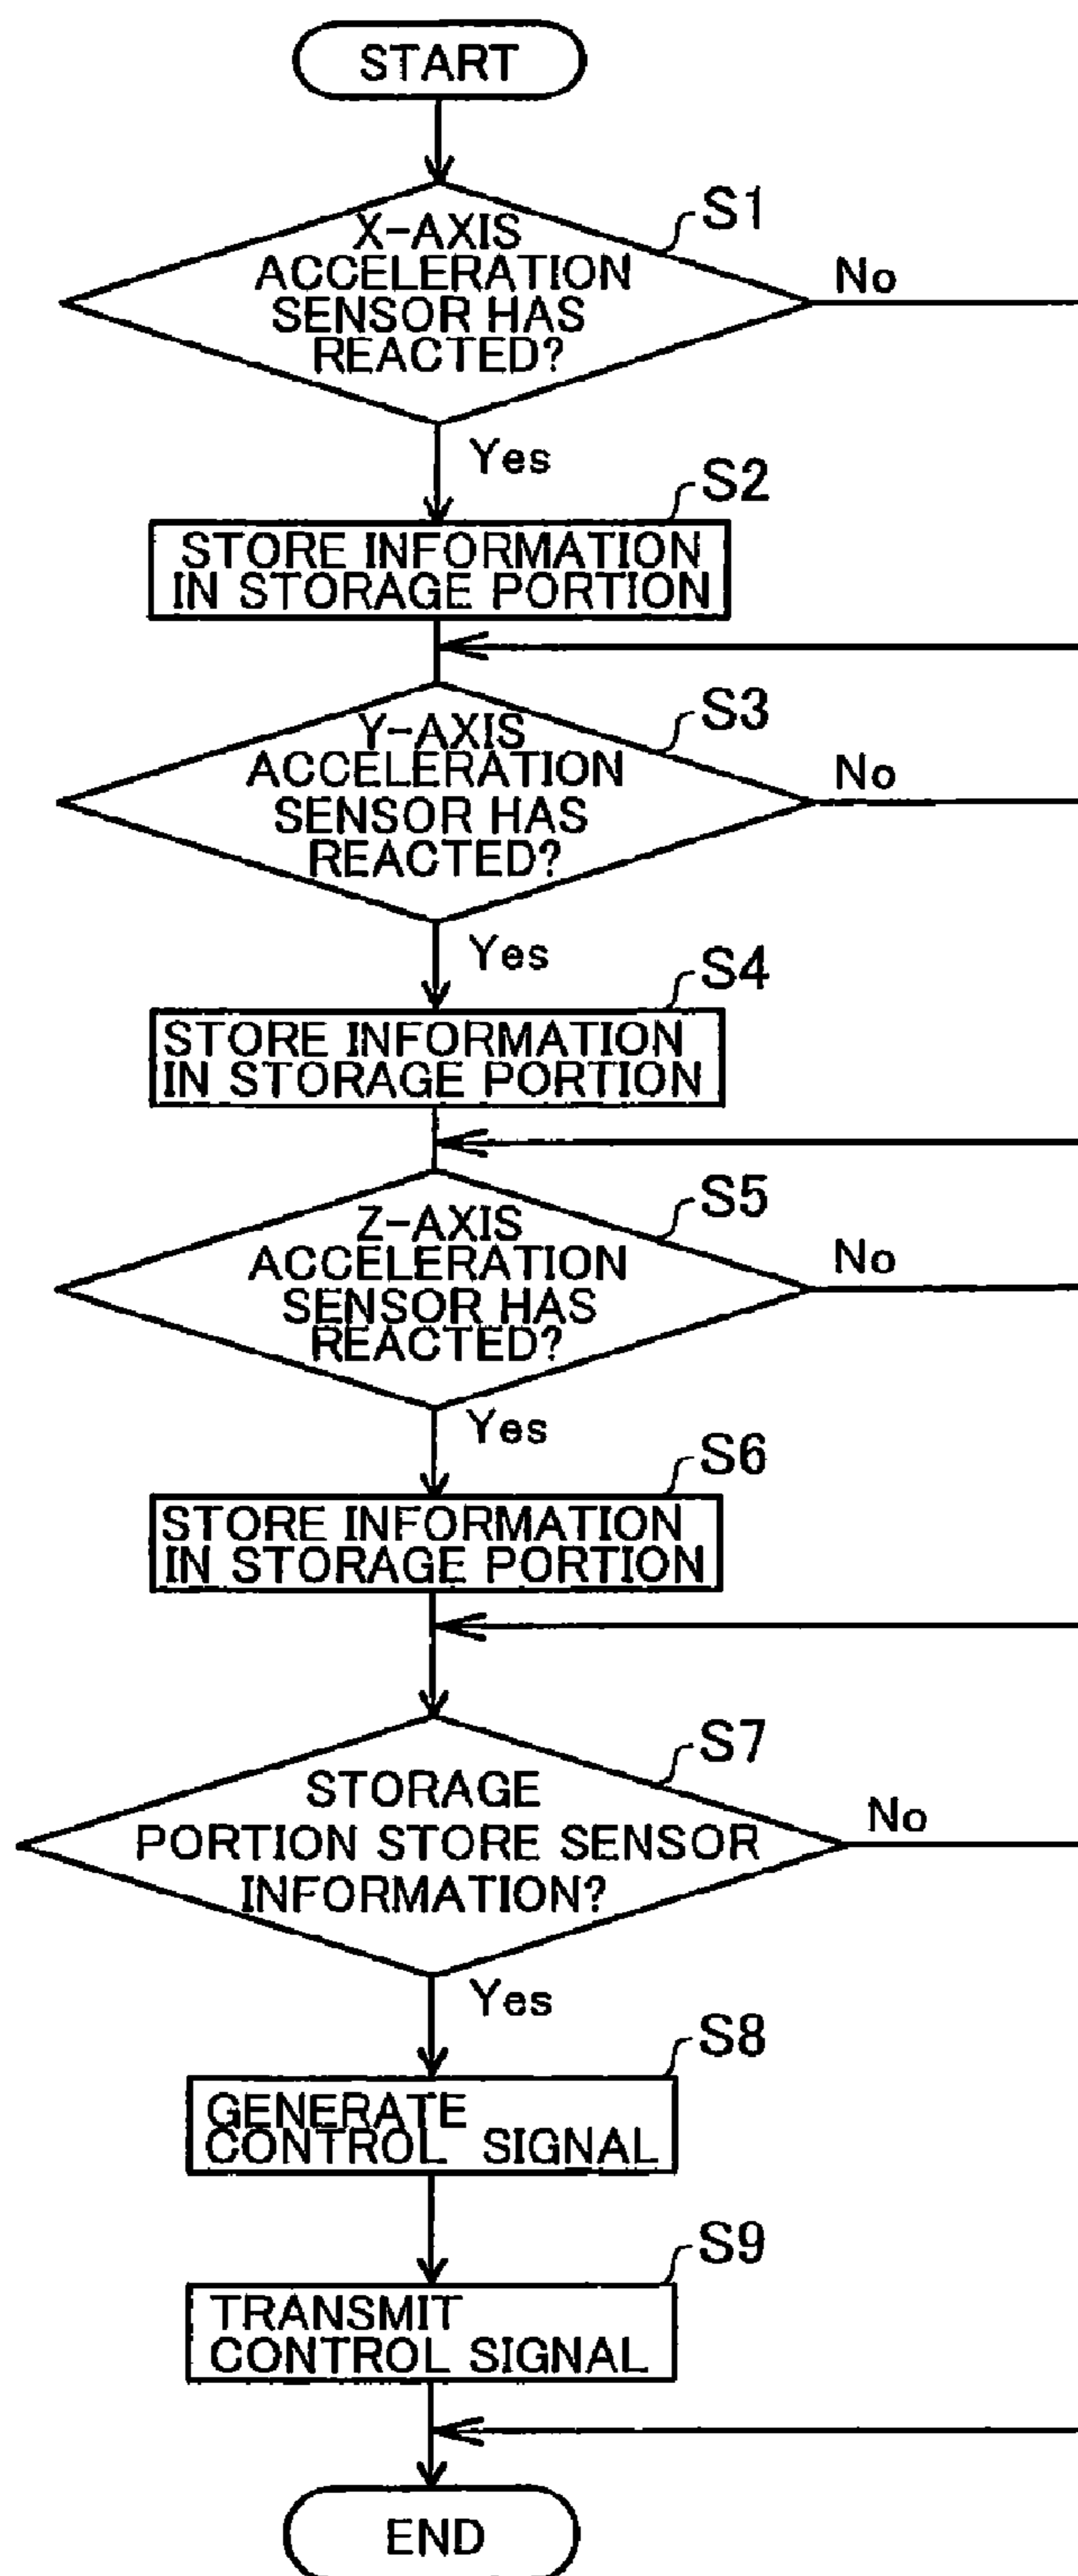 START
S1
X-AXIS
ACCELERATION
SENSOR HAS
REACTED?
No
Yes
S2
STORE INFORMATION
IN STORAGE PORTION
S3
Y-AXIS
ACCELERATION
SENSOR HAS
REACTED?
No
Yes
S4
STORE INFORMATION
IN STORAGE PORTION
S5
Z-AXIS
ACCELERATION
SENSOR HAS
REACTED?
No
Yes
S6
STORE INFORMATION
IN STORAGE PORTION
S7
STORAGE
PORTION STORE SENSOR
INFORMATION?
No
Yes
S8
GENERATE
CONTROL SIGNAL
S9
TRANSMIT
CONTROL SIGNAL
END